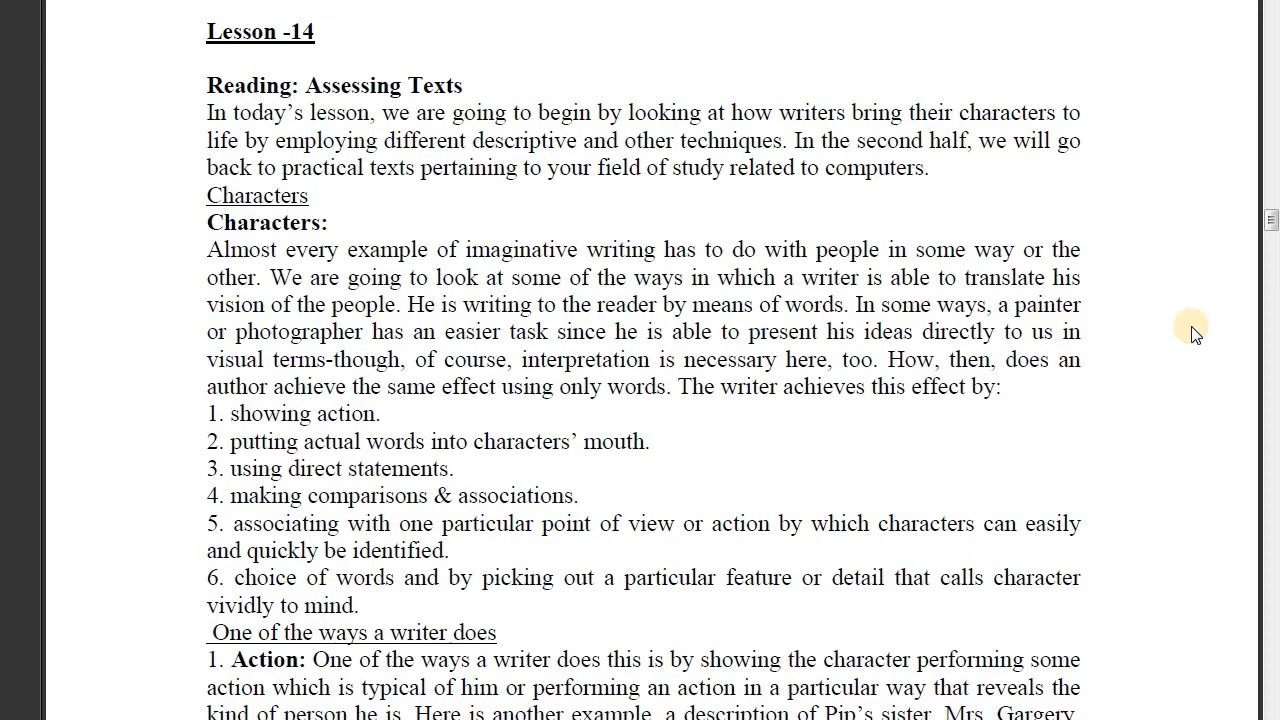 Lesson -14
Reading: Assessing Texts
In today’s lesson, we are going to begin by looking at how writers bring their characters to
life by employing different descriptive and other techniques. In the second half, we will go
back to practical texts pertaining to your field of study related to computers.
Characters
Characters:
Almost every example of imaginative writing has to do with people in some way or the
other. We are going to look at some of the ways in which a writer is able to translate his
vision of the people. He is writing to the reader by means of words. In some ways, a painter
or photographer has an easier task since he is able to present his ideas directly to us in
visual terms-though, of course, interpretation is necessary here, too. How, then, does an
author achieve the same effect using only words. The writer achieves this effect by:
1. showing action.
2. putting actual words into characters’ mouth.
3. using direct statements.
4. making comparisons & associations.
5. associating with one particular point of view or action by which characters can easily
and quickly be identified.
6. choice of words and by picking out a particular feature or detail that calls character
vividly to mind.
One of the ways a writer does
1. Action: One of the ways a writer does this is by showing the character performing some
action which is typical of him or performing an action in a particular way that reveals the
kind of person he is. Here is another example, a description of Pip’s sister, Mrs. Gargery,